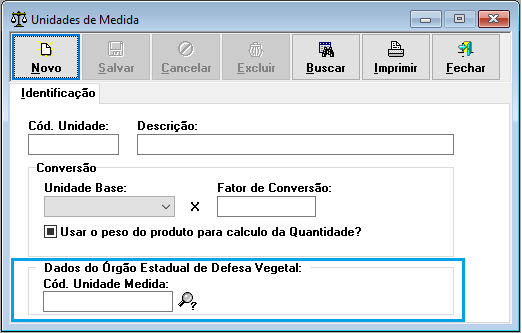 Unidades de Medida
Novo Salvar Cancelar Excluir Buscar Imprimir Fechar
Identificação
Cód. Unidade: Descrição:
Conversão
Unidade Base: Fator de Conversão:
X
Usar o peso do produto para calculo da Quantidade?
Dados do Órgão Estadual de Defesa Vegetal:
Cód. Unidade Medida:
?